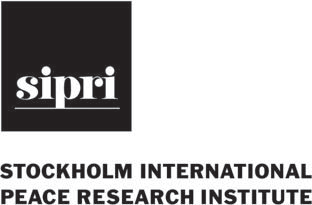 sipri
STOCKHOLM INTERNATIONAL
PEACE RESEARCH INSTITUTE